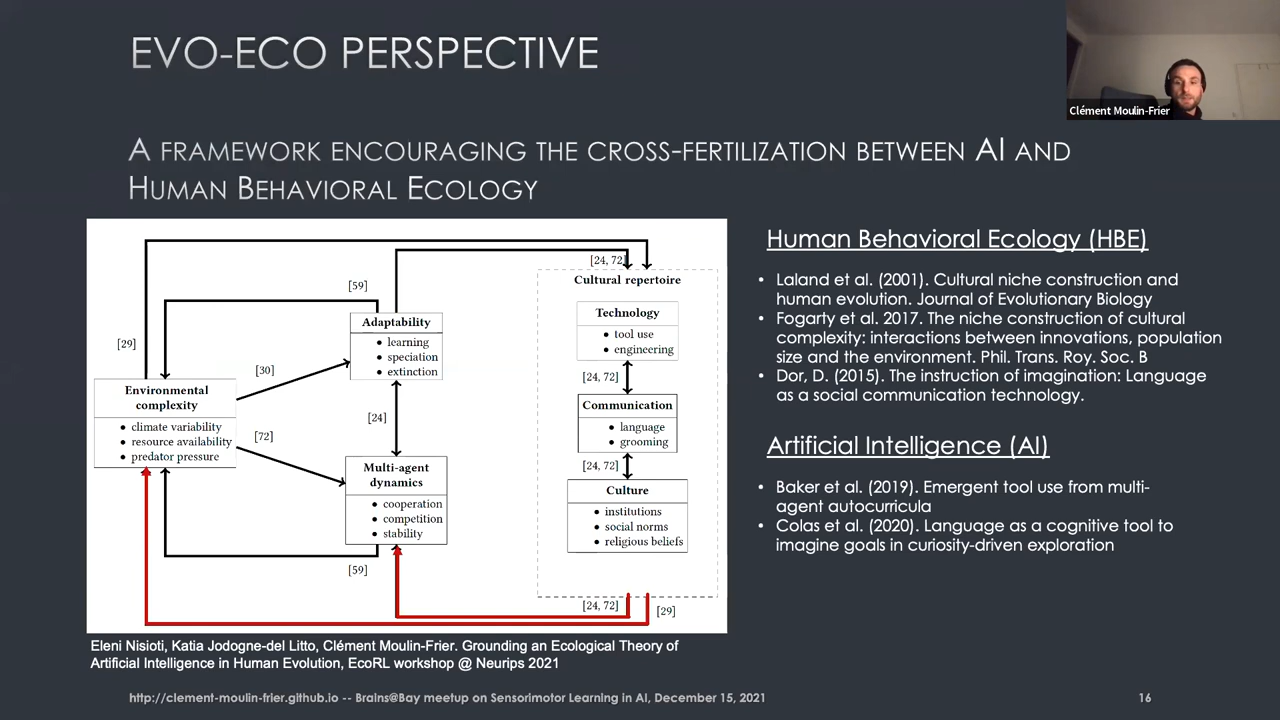 EVO-ECO PERSPECTIVE
Clément Moulin-Frier
A FRAMEWORK ENCOURAGING THE CROSS-FERTILIZATION BETWEEN AI AND
HUMAN BEHAVIORAL ECOLOGY
[24, 72]
Cultural repertoire
[59]
Technology
• tool use
• engineering
Adaptability
• learning
• speciation
• extinction
[29]
[30]
[24, 72]
Environmental
complexity
• climate variability
• resource availability
• predator pressure
Communication
• language
• grooming
[24]
[72]
[24, 72]
Multi-agent
dynamics
• cooperation
• competition
• stability
Culture
• institutions
• social norms
• religious beliefs
[59]
[24, 72]
[29]
Human Behavioral Ecology (HBE)
• Laland et al. (2001). Cultural niche construction and
human evolution. Journal of Evolutionary Biology
• Fogarty et al. 2017. The niche construction of cultural
complexity: interactions between innovations, population
size and the environment. Phil. Trans. Roy. Soc. B
• Dor, D. (2015). The instruction of imagination: Language
as a social communication technology.
Artificial Intelligence (AI)
• Baker et al. (2019). Emergent tool use from multi-
agent autocurricula
• Colas et al. (2020). Language as a cognitive tool to
imagine goals in curiosity-driven exploration
Eleni Nisioti, Katia Jodogne-del Litto, Clément Moulin-Frier. Grounding an Ecological Theory of
Artificial Intelligence in Human Evolution, EcoRL workshop @ Neurips 2021
http://clement-moulin-frier.github.io -- Brains@Bay meetup on Sensorimotor Learning in AI, December 15, 2021
16